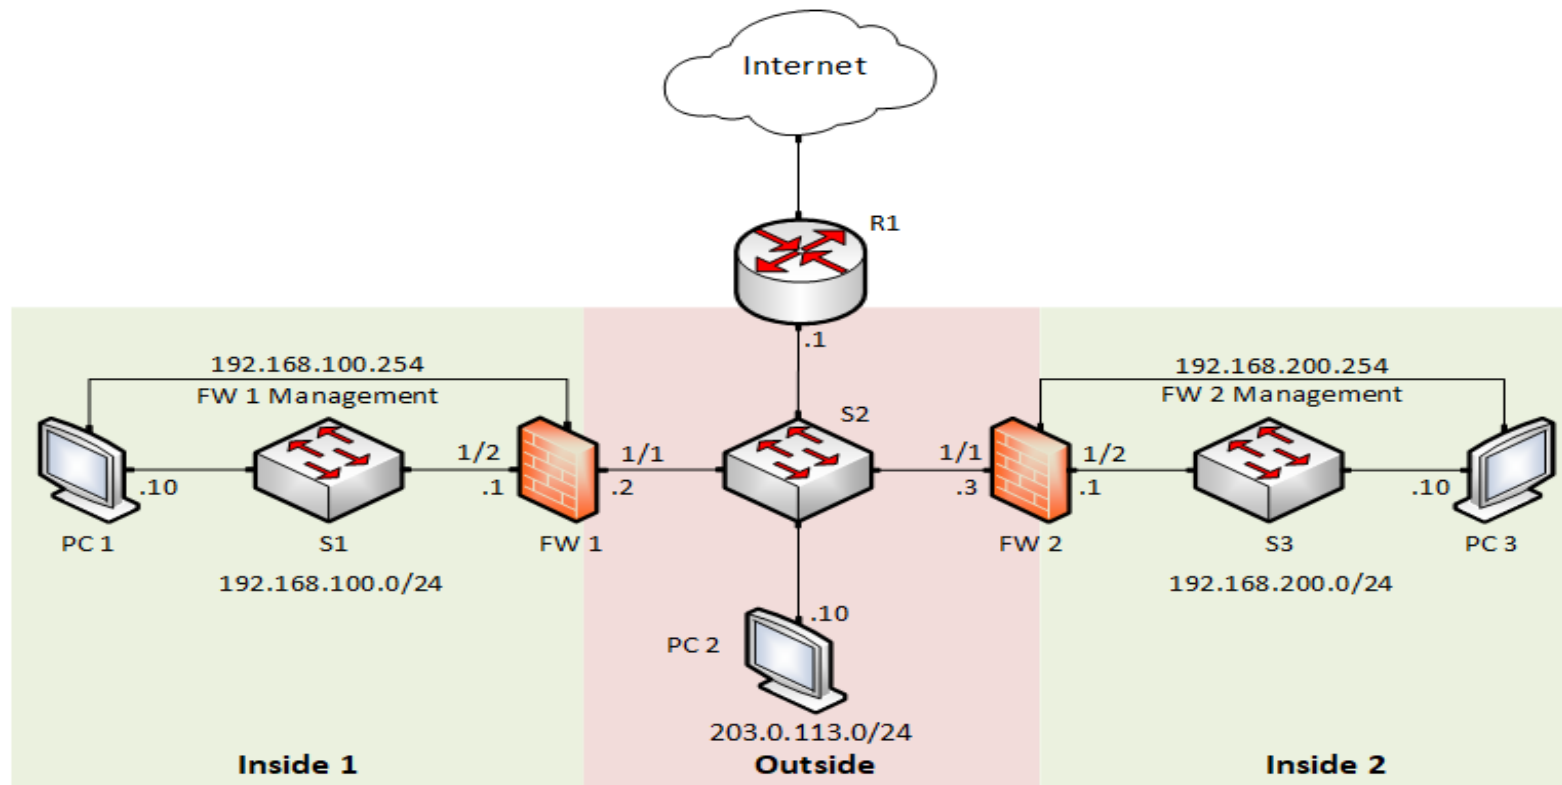 Internet
R1
.1
192.168.100.254
FW 1 Management
192.168.200.254
FW 2 Management
S2
1/2
1/1
1/1
1/2
.10
.1
.2
.3
.1
.10
PC 1
S1
FW 1
FW 2
S3
PC 3
192.168.100.0/24
192.168.200.0/24
.10
PC 2
203.0.113.0/24
Inside 1
Outside
Inside 2